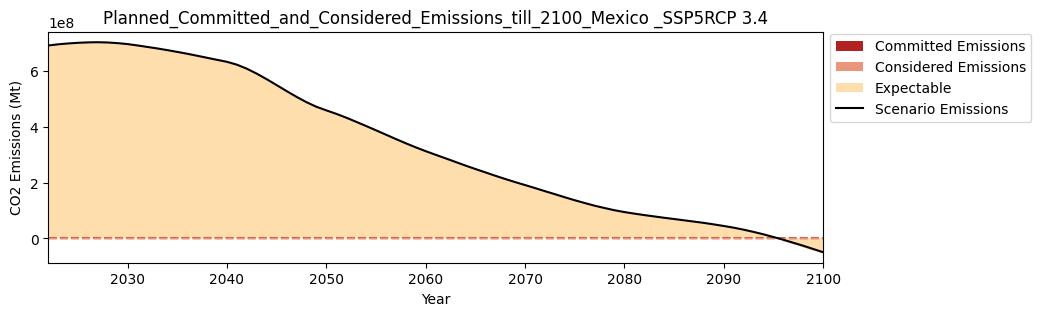 Planned_Committed_and_Considered_Emissions_till_2100_Mexico _SSP5RCP 3.4
1e8
Committed Emissions
Considered Emissions
Expectable
Scenario Emissions
6
4
2
0
CO2 Emissions (Mt)
2030 2040 2050 2060 2070 2080 2090 2100
Year